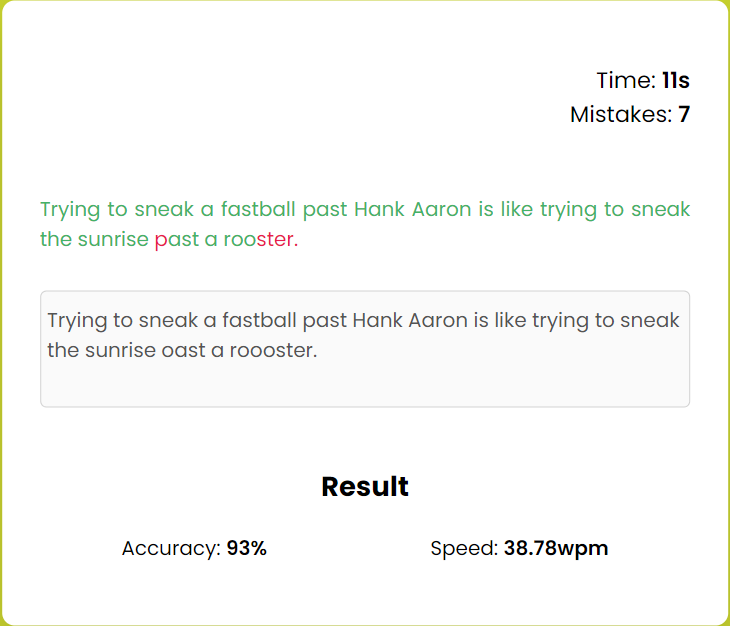 Time: 11s
Mistakes: 7
Trying to sneak a fastball past Hank Aaron is like trying to sneak
the sunrise past a rooster.
Trying to sneak a fastball past Hank Aaron is like trying to sneak
the sunrise oast a roooster.
Result
Accuracy: 93%
Speed: 38.78wpm